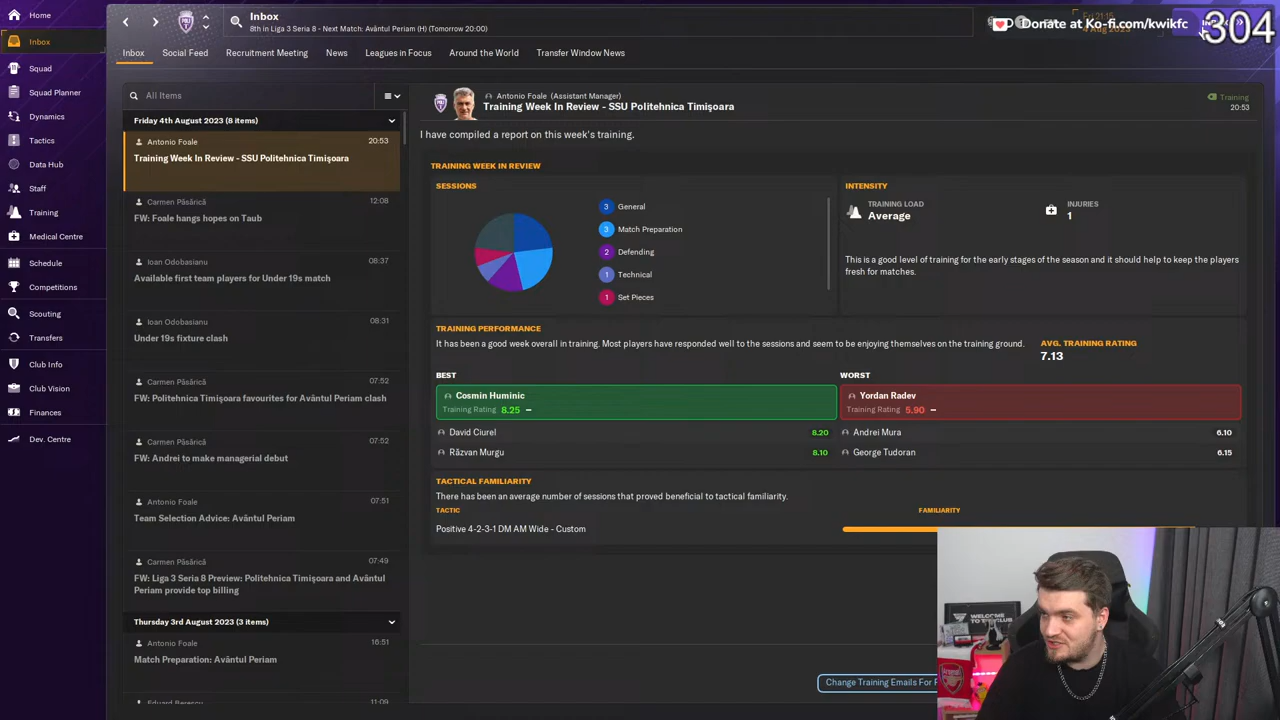 Home
Inbox
Squad
Squad Planner
Dynamics
Tactics
Data Hub
Staff
Training
Medical Centre
Schedule
Competitions
Scouting
Transfers
Club Info
Club Vision
Finances
Dev. Centre
Inbox
8th in Liga 3 Seria 8 - Next Match: Avântul Periam (H) (Tomorrow 20:00)
Donate at Ko-fi.com/kwikfc
304
Inbox
Social Feed
Recruitment Meeting
News
Leagues in Focus
Around the World
Transfer Window News
All Items
Friday 4th August 2023 (8 items)
Antonio Foale 20:53
Training Week In Review - SSU Politehnica Timişoara
Carmen Păsărică 12:08
FW: Foale hangs hopes on Taub
Ioan Odobasianu 08:37
Available first team players for Under 19s match
Ioan Odobasianu 08:31
Under 19s fixture clash
Carmen Păsărică 07:52
FW: Politehnica Timişoara favourites for Avântul Periam clash
Carmen Păsărică 07:52
FW: Andrei to make managerial debut
Antonio Foale 07:51
Team Selection Advice: Avântul Periam
Carmen Păsărică 07:49
FW: Liga 3 Seria 8 Preview: Politehnica Timişoara and Avântul
Periam provide top billing
Thursday 3rd August 2023 (3 items)
Antonio Foale 16:51
Match Preparation: Avântul Periam
11:09
Antonio Foale (Assistant Manager)
Training Week In Review - SSU Politehnica Timişoara
Training
20:53
I have compiled a report on this week's training.
TRAINING WEEK IN REVIEW
SESSIONS
3 General
3 Match Preparation
2 Defending
1 Technical
1 Set Pieces
INTENSITY
TRAINING LOAD
Average
INJURIES
1
This is a good level of training for the early stages of the season and it should help to keep the players
fresh for matches.
TRAINING PERFORMANCE
It has been a good week overall in training. Most players have responded well to the sessions and seem to be enjoying themselves on the training ground.
AVG. TRAINING RATING
7.13
BEST
Cosmin Huminic
Training Rating 8.25 –
David Ciurel 8.20
Răzvan Murgu 8.10
WORST
Yordan Radev
Training Rating 5.90 –
Andrei Mura 6.10
George Tudoran 6.15
TACTICAL FAMILIARITY
There has been an average number of sessions that proved beneficial to tactical familiarity.
TACTIC FAMILIARITY
Positive 4-2-3-1 DM AM Wide - Custom
Change Training Emails For
WELCOME
TO THE CLUB
Arsenal